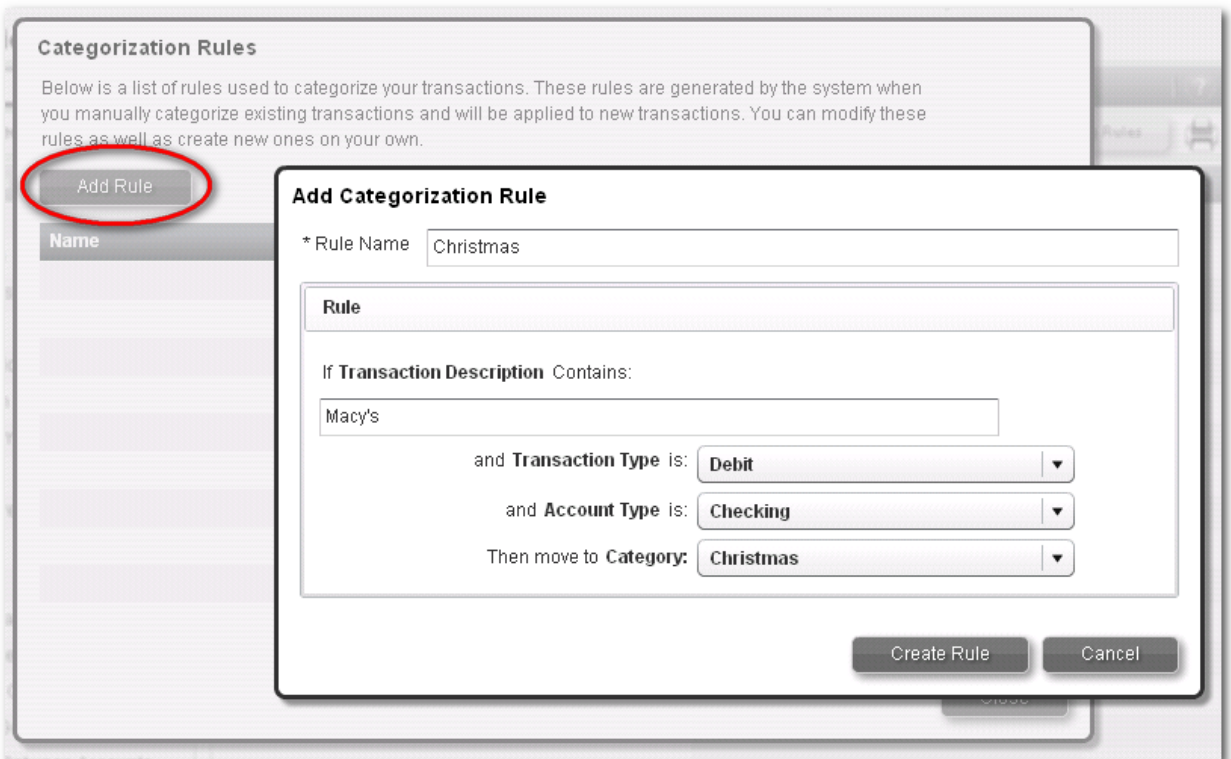 Categorization Rules
Below is a list of rules used to categorize your transactions. These rules are generated by the system when
you manually categorize existing transactions and will be applied to new transactions. You can modify these
rules as well as create new ones on your own.
Rules
Add Rule
Name
Add Categorization Rule
* Rule Name Christmas
Rule
If Transaction Description Contains:
Macy's
and Transaction Type is: Debit
and Account Type is: Checking
Then move to Category: Christmas
Create Rule Cancel
Close